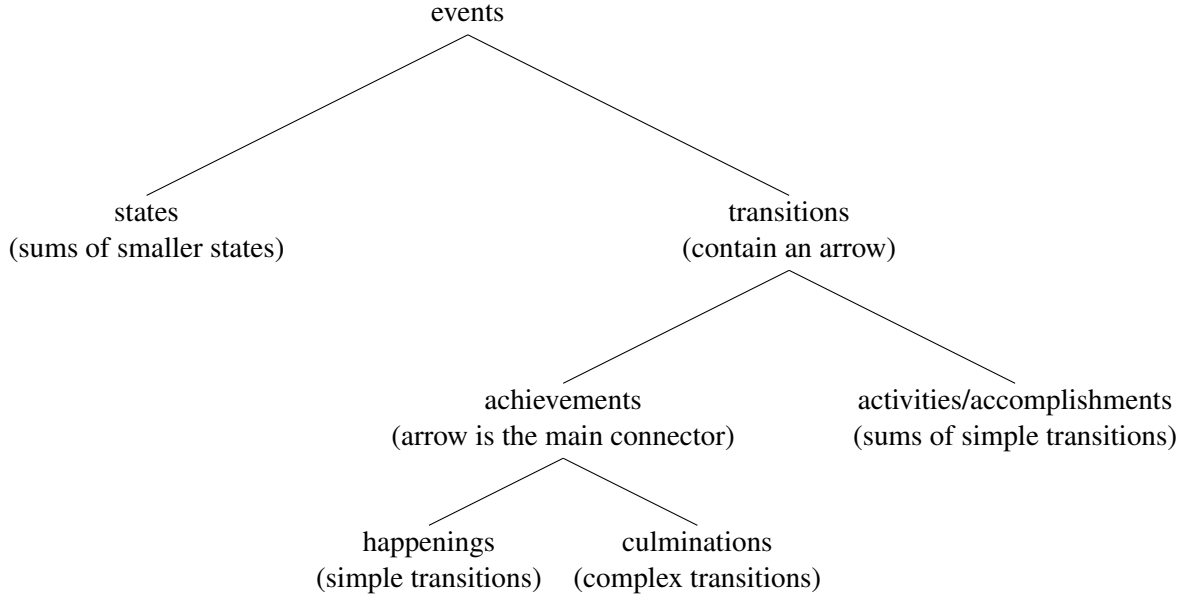 events
states
(sums of smaller states)
transitions
(contain an arrow)
achievements
(arrow is the main connector)
activities/accomplishments
(sums of simple transitions)
happenings
(simple transitions)
culminations
(complex transitions)